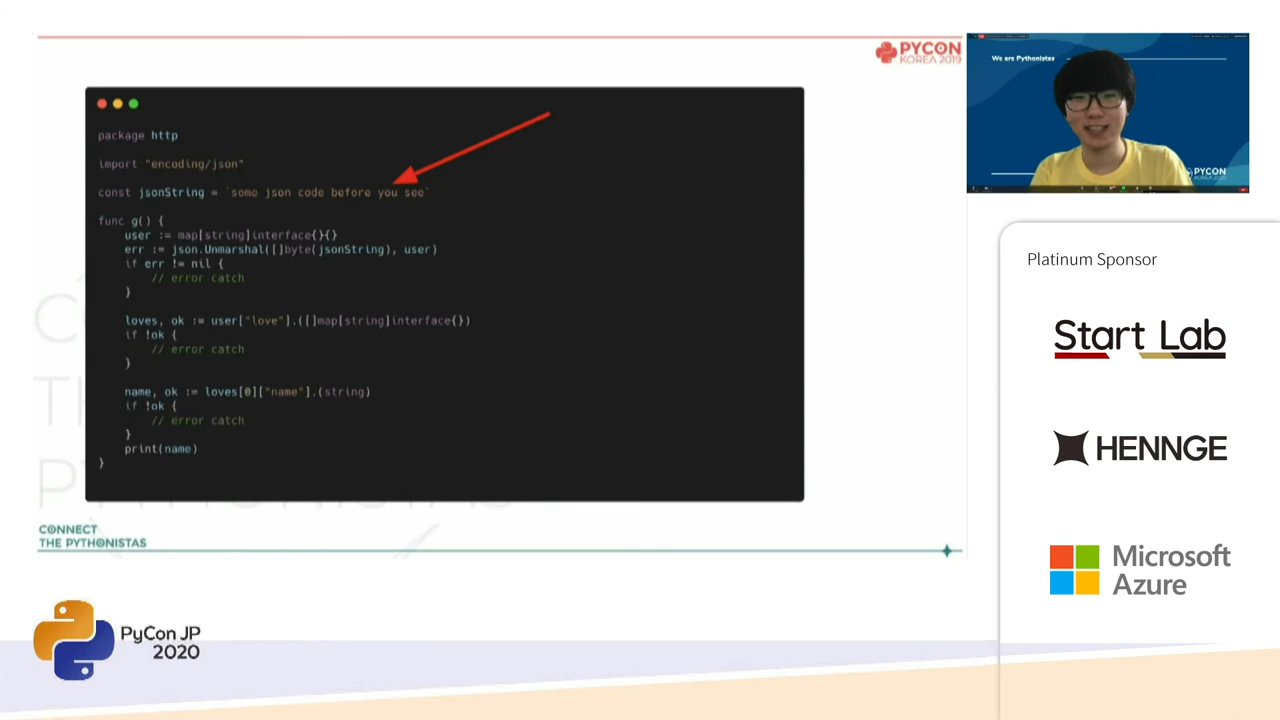 PYCON
KOREA 2019
package http
import "encoding/json"
const jsonString = `some json code before you see`
func g() {
    user := map[string]interface{}{}
    err := json.Unmarshal([]byte(jsonString), user)
    if err != nil {
        // error catch
    }
    loves, ok := user["love"].([]map[string]interface{})
    if !ok {
        // error catch
    }
    name, ok := loves[0]["name"].(string)
    if !ok {
        // error catch
    }
    print(name)
}
CONNECT
THE PYTHONISTAS
We are Pythonistas
PYCON
KOREA 2020
Platinum Sponsor
Start Lab
HENNGE
Microsoft
Azure
PyCon JP
2020